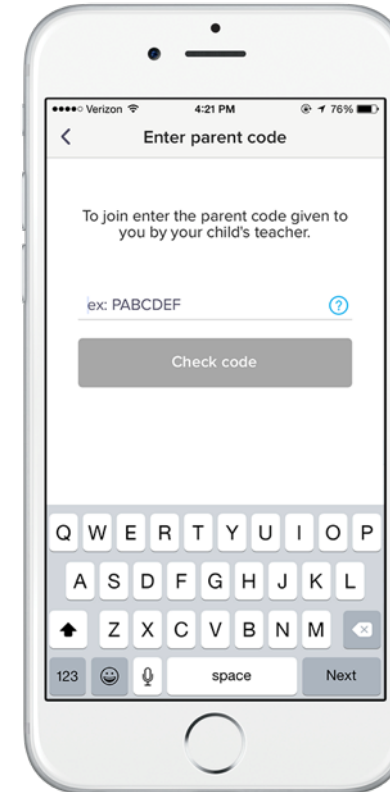 Verizon 4:21 PM 76%
Enter parent code
To join enter the parent code given to
you by your child's teacher.
ex: PABCDEF ?
Check code
Q W E R T Y U I O P
A S D F G H J K L
Z X C V B N M
123 space Next